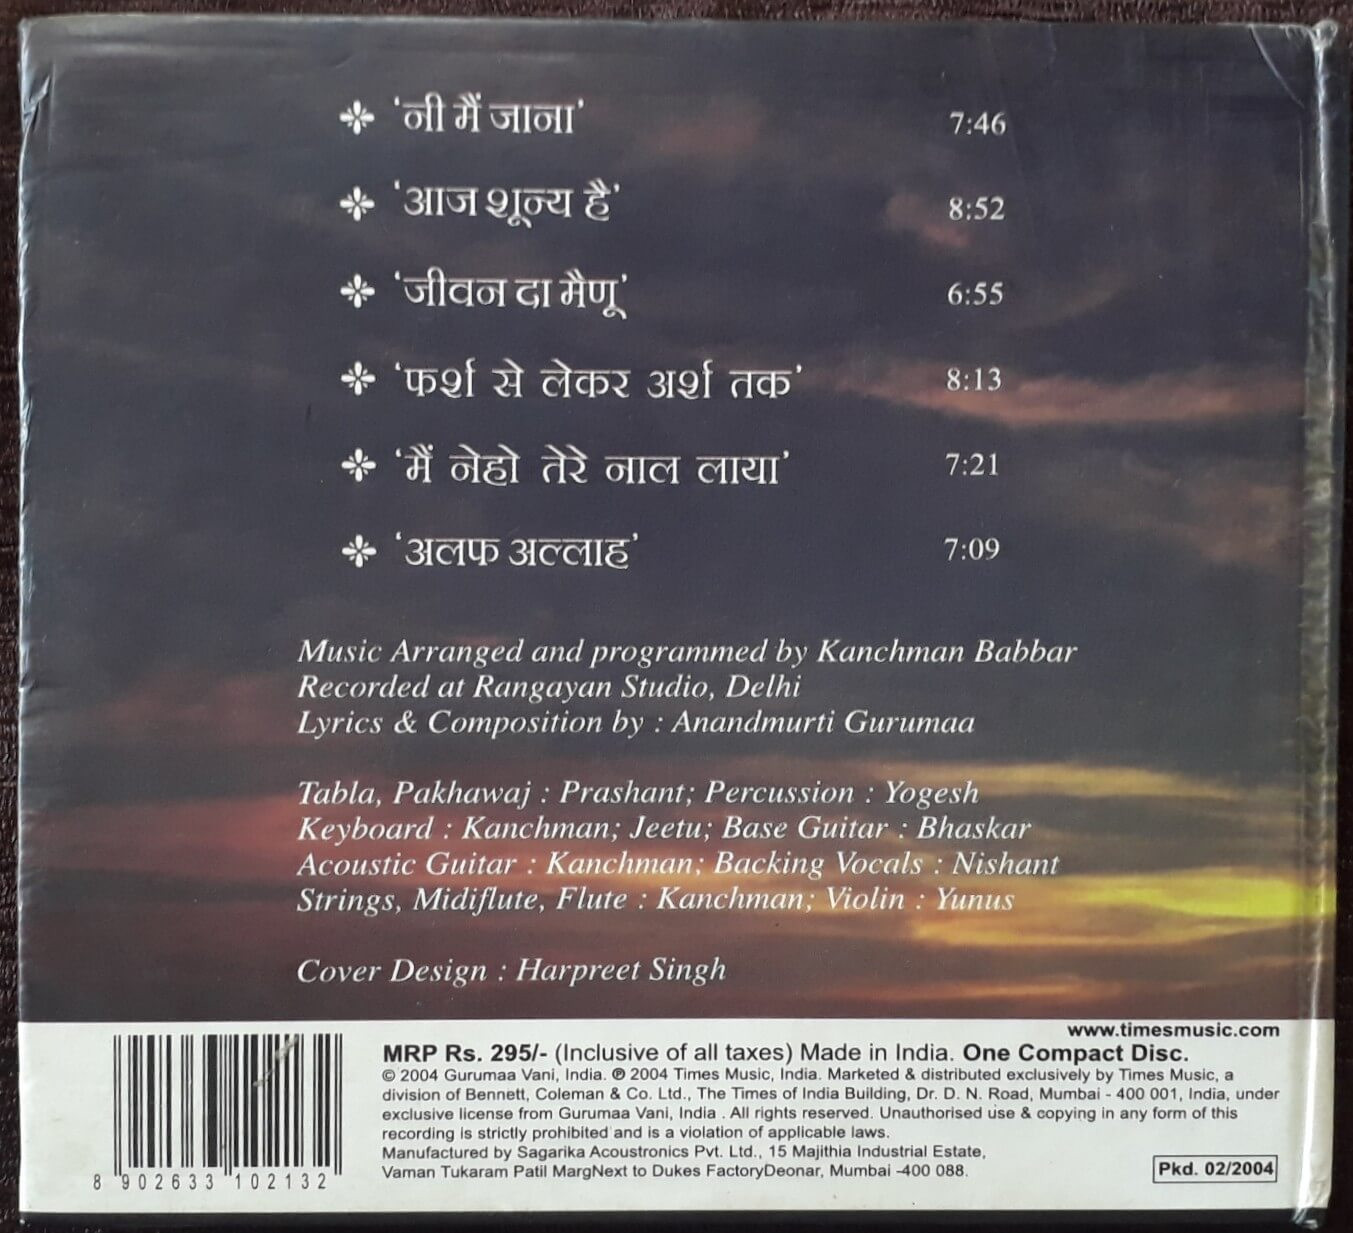 'नी मैं जाना' 7:46
'आज शून्य है' 8:52
'जीवन दा मैणू' 6:55
'फर्श से लेकर अर्श तक' 8:13
'मैं नेहो तेरे नाल लाया' 7:21
'अलफ अल्लाह' 7:09
Music Arranged and programmed by Kanchman Babbar
Recorded at Rangayan Studio, Delhi
Lyrics & Composition by : Anandmurti Gurumaa
Tabla, Pakhawaj : Prashant; Percussion : Yogesh
Keyboard : Kanchman; Jeetu; Base Guitar : Bhaskar
Acoustic Guitar : Kanchman; Backing Vocals : Nishant
Strings, Midiflute, Flute : Kanchman; Violin : Yunus
Cover Design : Harpreet Singh
www.timesmusic.com
MRP Rs. 295/- (Inclusive of all taxes) Made in India. One Compact Disc.
© 2004 Gurumaa Vani, India. ℗ 2004 Times Music, India. Marketed & distributed exclusively by Times Music, a
division of Bennett, Coleman & Co. Ltd., The Times of India Building, Dr. D. N. Road, Mumbai - 400 001, India, under
exclusive license from Gurumaa Vani, India . All rights reserved. Unauthorised use & copying in any form of this
recording is strictly prohibited and is a violation of applicable laws.
Manufactured by Sagarika Acoustronics Pvt. Ltd., 15 Majithia Industrial Estate,
Vaman Tukaram Patil MargNext to Dukes FactoryDeonar, Mumbai -400 088.
Pkd. 02/2004
8 902633 102132